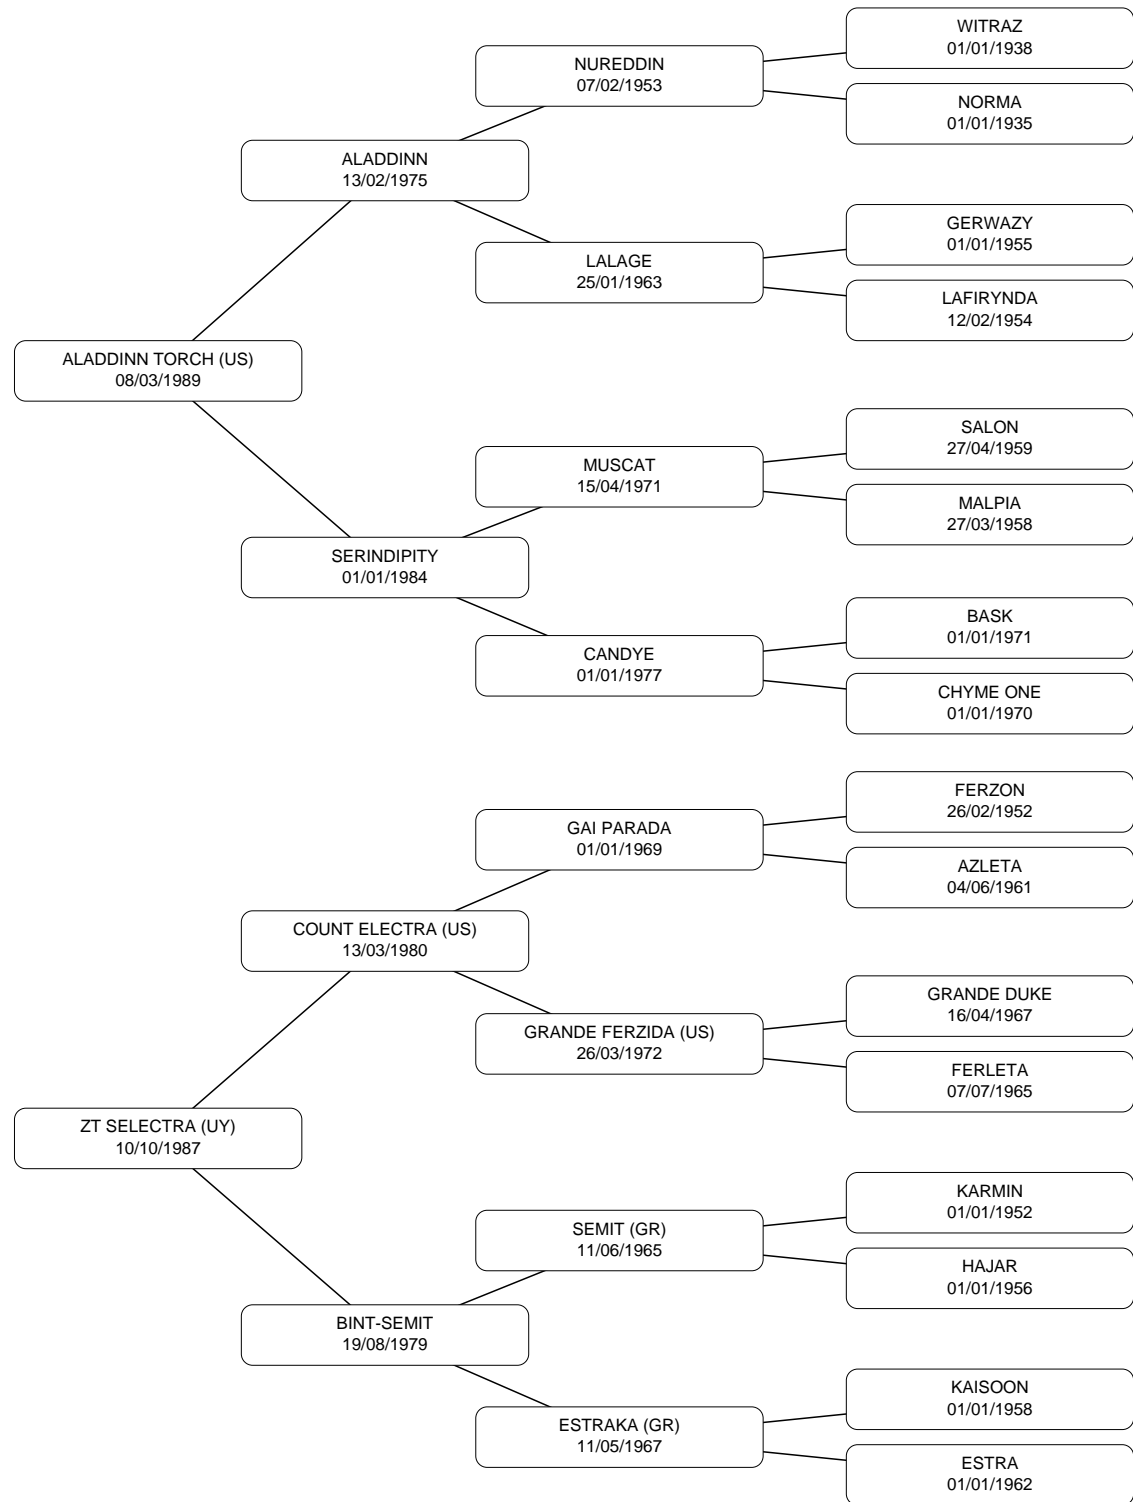 WITRAZ
01/01/1938
NUREDDIN
07/02/1953
NORMA
01/01/1935
ALADDINN
13/02/1975
GERWAZY
01/01/1955
LALAGE
25/01/1963
LAFIRYNDA
12/02/1954
ALADDINN TORCH (US)
08/03/1989
SALON
27/04/1959
MUSCAT
15/04/1971
MALPIA
27/03/1958
SERINDIPITY
01/01/1984
BASK
01/01/1971
CANDYE
01/01/1977
CHYME ONE
01/01/1970
FERZON
26/02/1952
GAI PARADA
01/01/1969
AZLETA
04/06/1961
COUNT ELECTRA (US)
13/03/1980
GRANDE DUKE
16/04/1967
GRANDE FERZIDA (US)
26/03/1972
FERLETA
07/07/1965
ZT SELECTRA (UY)
10/10/1987
KARMIN
01/01/1952
SEMIT (GR)
11/06/1965
HAJAR
01/01/1956
BINT-SEMIT
19/08/1979
KAISOON
01/01/1958
ESTRAKA (GR)
11/05/1967
ESTRA
01/01/1962